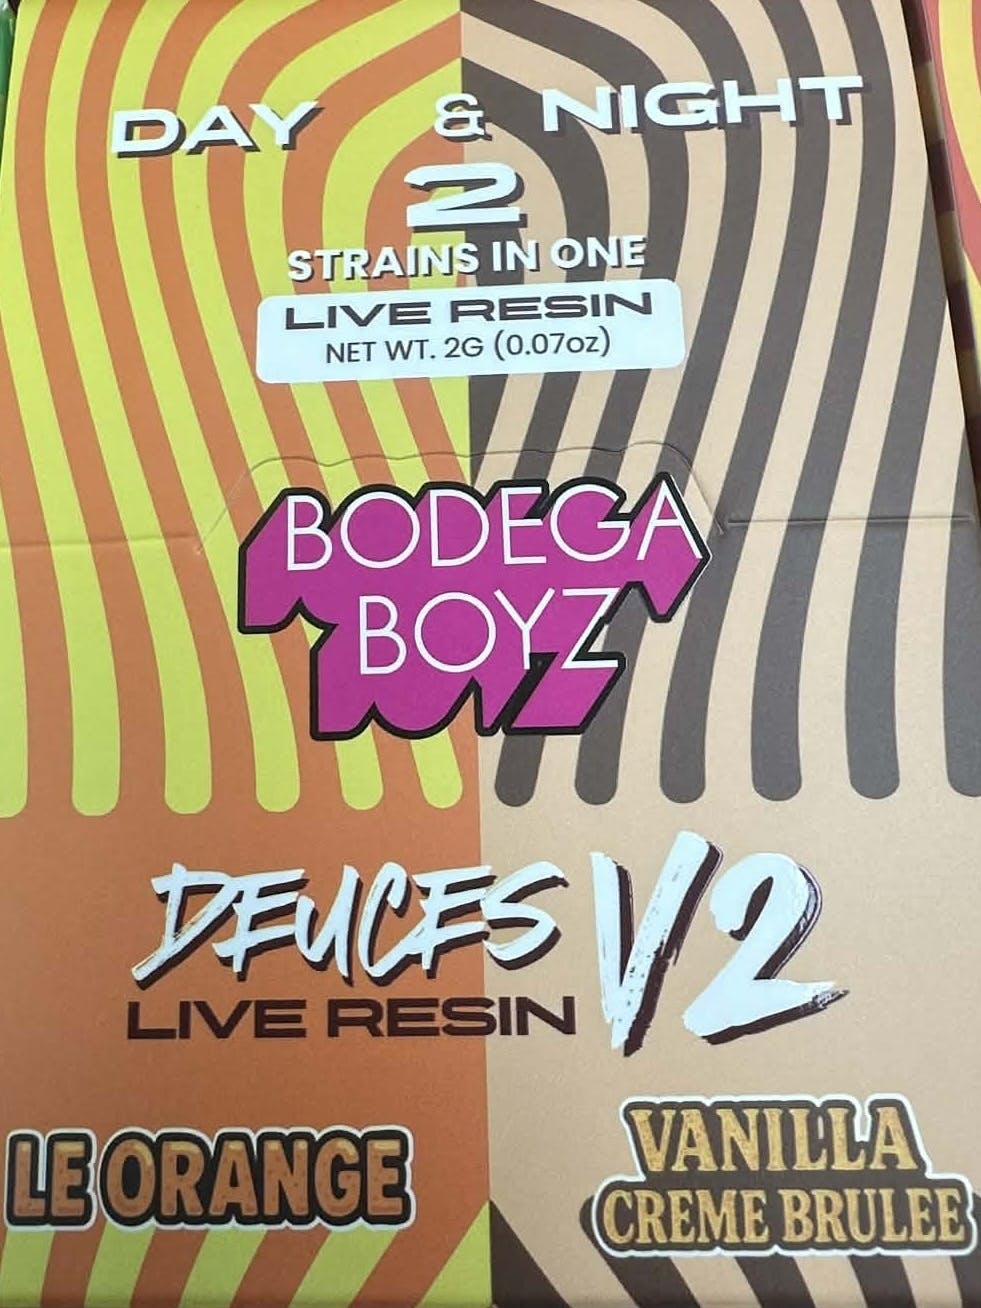 DAY & NIGHT
2
STRAINS IN ONE
LIVE RESIN
NET WT. 2G (0.07oz)
BODEGA
BOYZ
DEUCES V2
LIVE RESIN
LE ORANGE
VANILLA
CREME BRULEE